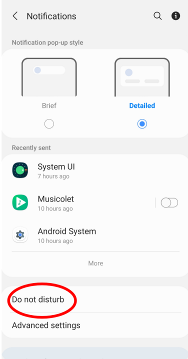 Notifications
Notification pop-up style
Brief
Detailed
Recently sent
System UI
7 hours ago
Musicolet
10 hours ago
Android System
10 hours ago
More
Do not disturb
Advanced settings